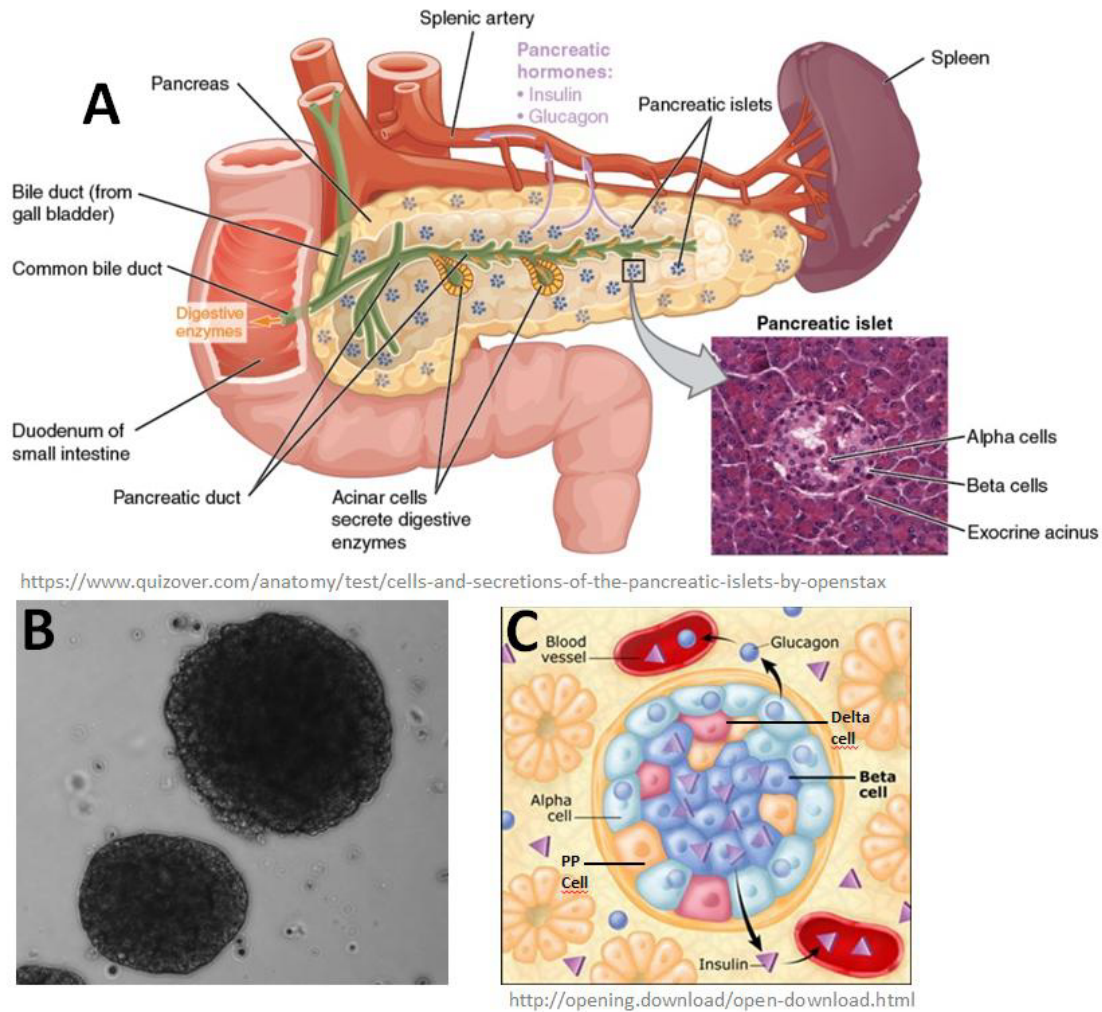 A
Splenic artery
Pancreatic
hormones:
• Insulin
• Glucagon
Spleen
Pancreas
Pancreatic islets
Bile duct (from
gall bladder)
Common bile duct
Digestive
enzymes
Pancreatic islet
Duodenum of
small intestine
Alpha cells
Beta cells
Exocrine acinus
Pancreatic duct
Acinar cells
secrete digestive
enzymes
https://www.quizover.com/anatomy/test/cells-and-secretions-of-the-pancreatic-islets-by-openstax
B
C
Blood
vessel
Glucagon
Delta
cell
Beta
cell
Alpha
cell
PP
Cell
Insulin
http://opening.download/open-download.html